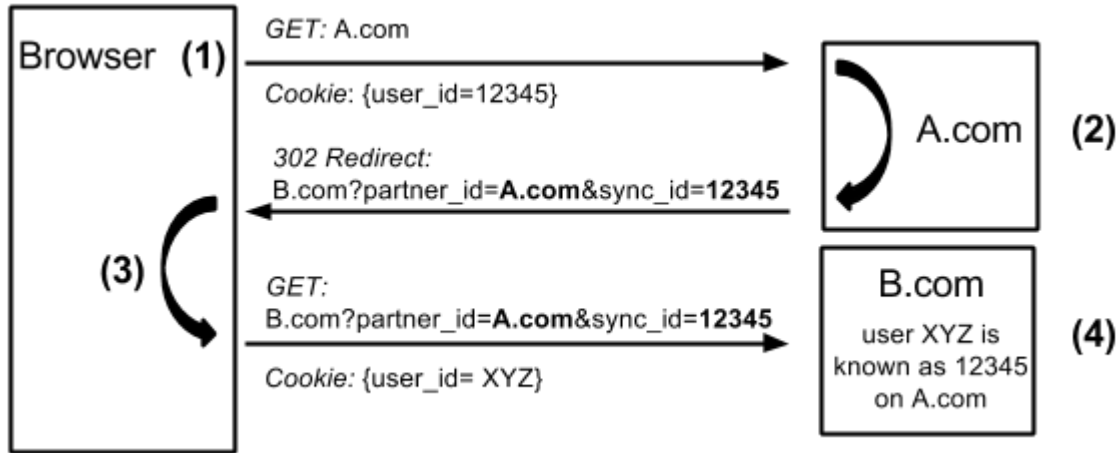 Browser (1)
GET: A.com
Cookie: {user_id=12345}
A.com
(2)
302 Redirect:
B.com?partner_id=A.com&sync_id=12345
(3)
GET:
B.com?partner_id=A.com&sync_id=12345
Cookie: {user_id= XYZ}
B.com
user XYZ is
known as 12345
on A.com
(4)